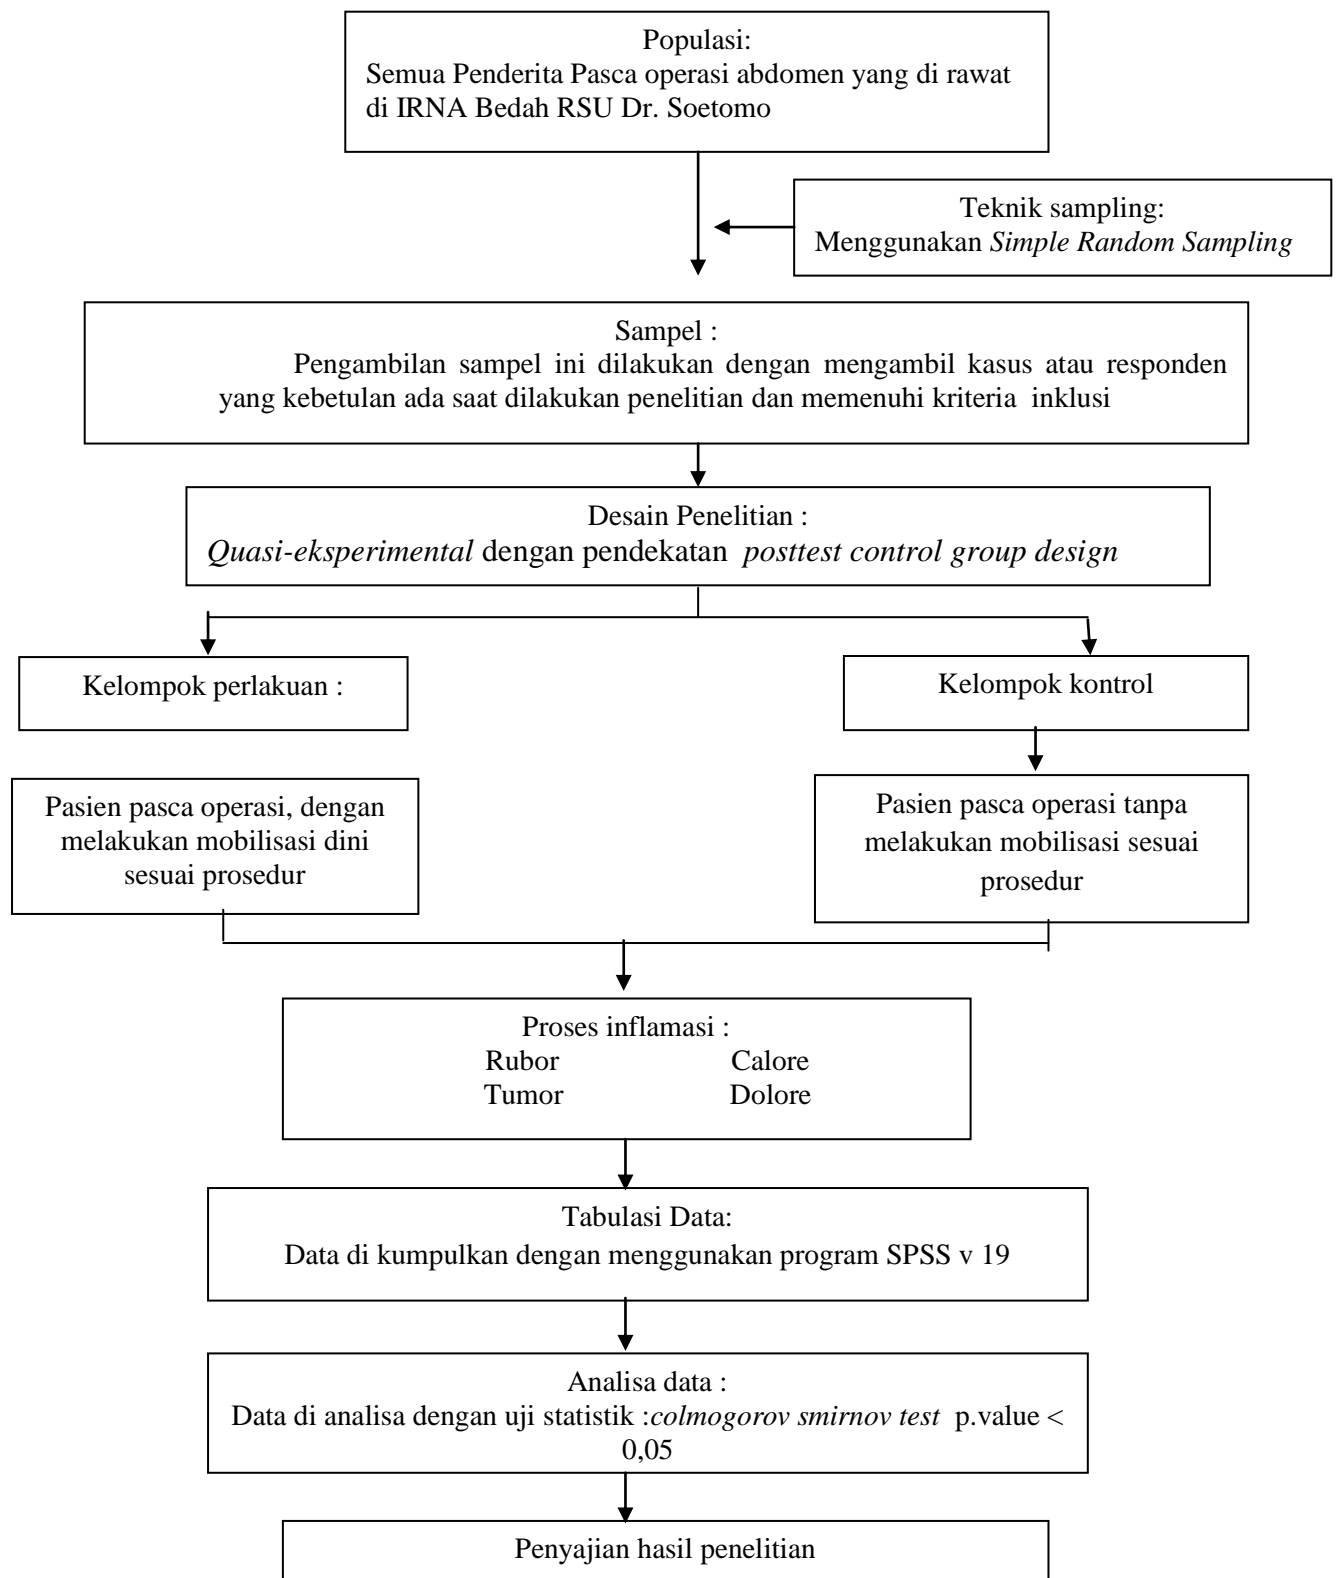 Populasi:
Semua Penderita Pasca operasi abdomen yang di rawat
di IRNA Bedah RSU Dr. Soetomo
Teknik sampling:
Menggunakan Simple Random Sampling
Sampel :
Pengambilan sampel ini dilakukan dengan mengambil kasus atau responden
yang kebetulan ada saat dilakukan penelitian dan memenuhi kriteria inklusi
Desain Penelitian :
Quasi-eksperimental dengan pendekatan posttest control group design
Kelompok perlakuan :
Kelompok kontrol
Pasien pasca operasi, dengan
melakukan mobilisasi dini
sesuai prosedur
Pasien pasca operasi tanpa
melakukan mobilisasi sesuai
prosedur
Proses inflamasi :
Rubor Calore
Tumor Dolore
Tabulasi Data:
Data di kumpulkan dengan menggunakan program SPSS v 19
Analisa data :
Data di analisa dengan uji statistik :colmogorov smirnov test p.value <
0,05
Penyajian hasil penelitian